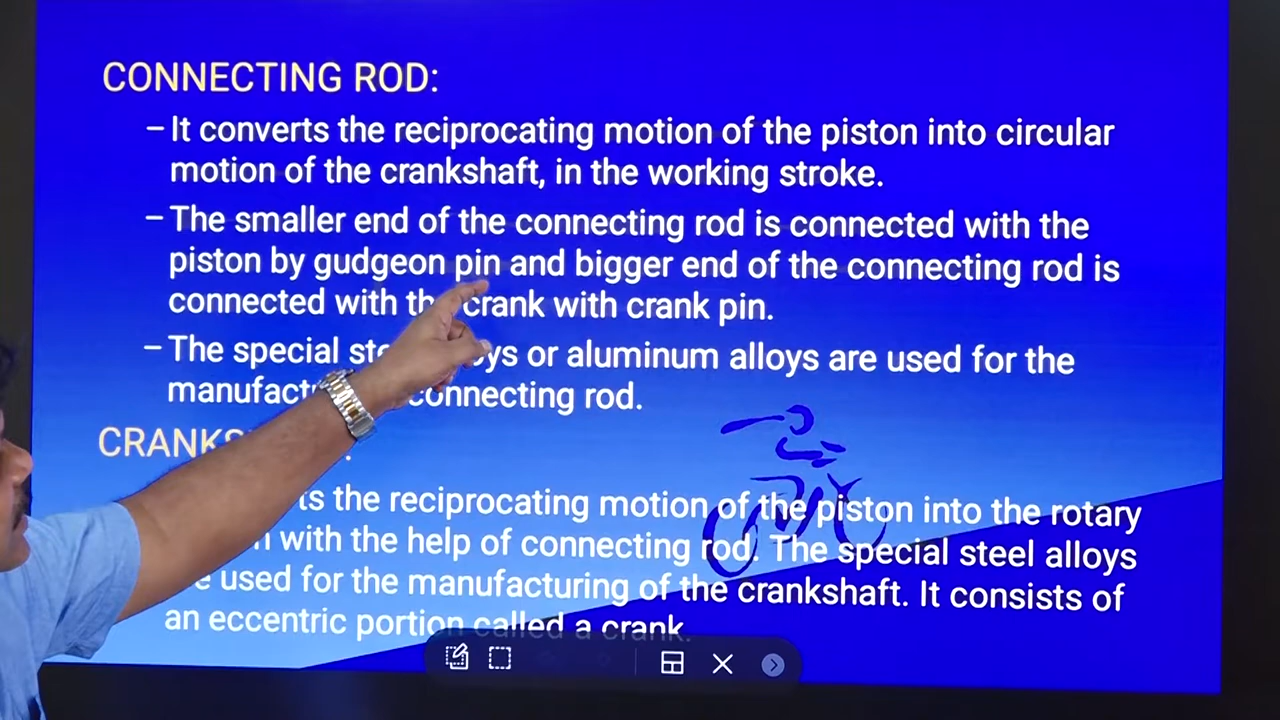 CONNECTING ROD:
– It converts the reciprocating motion of the piston into circular
motion of the crankshaft, in the working stroke.
– The smaller end of the connecting rod is connected with the
piston by gudgeon pin and bigger end of the connecting rod is
connected with the crank with crank pin.
– The special or aluminum alloys are used for the
connecting rod.
the reciprocating motion of the piston into the rotary
with the help of connecting rod. The special steel alloys
used for the manufacturing of the crankshaft. It consists of
an eccentric portion called a crank.